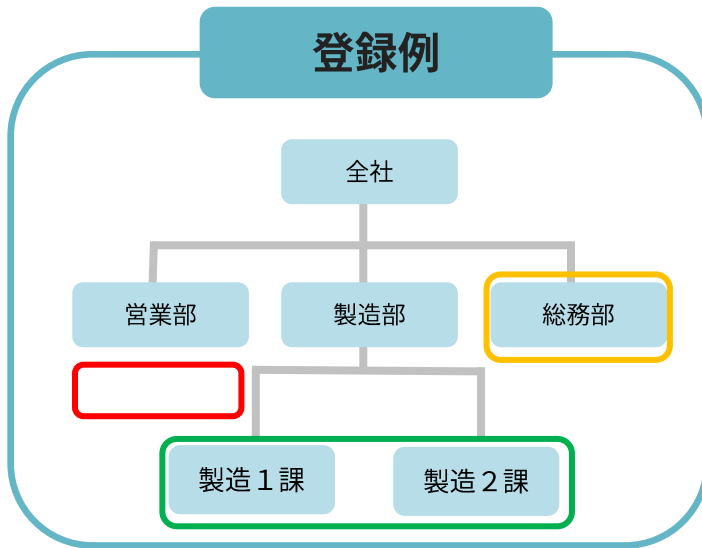 登録例
全社
営業部
製造部
総務部
製造１課
製造２課